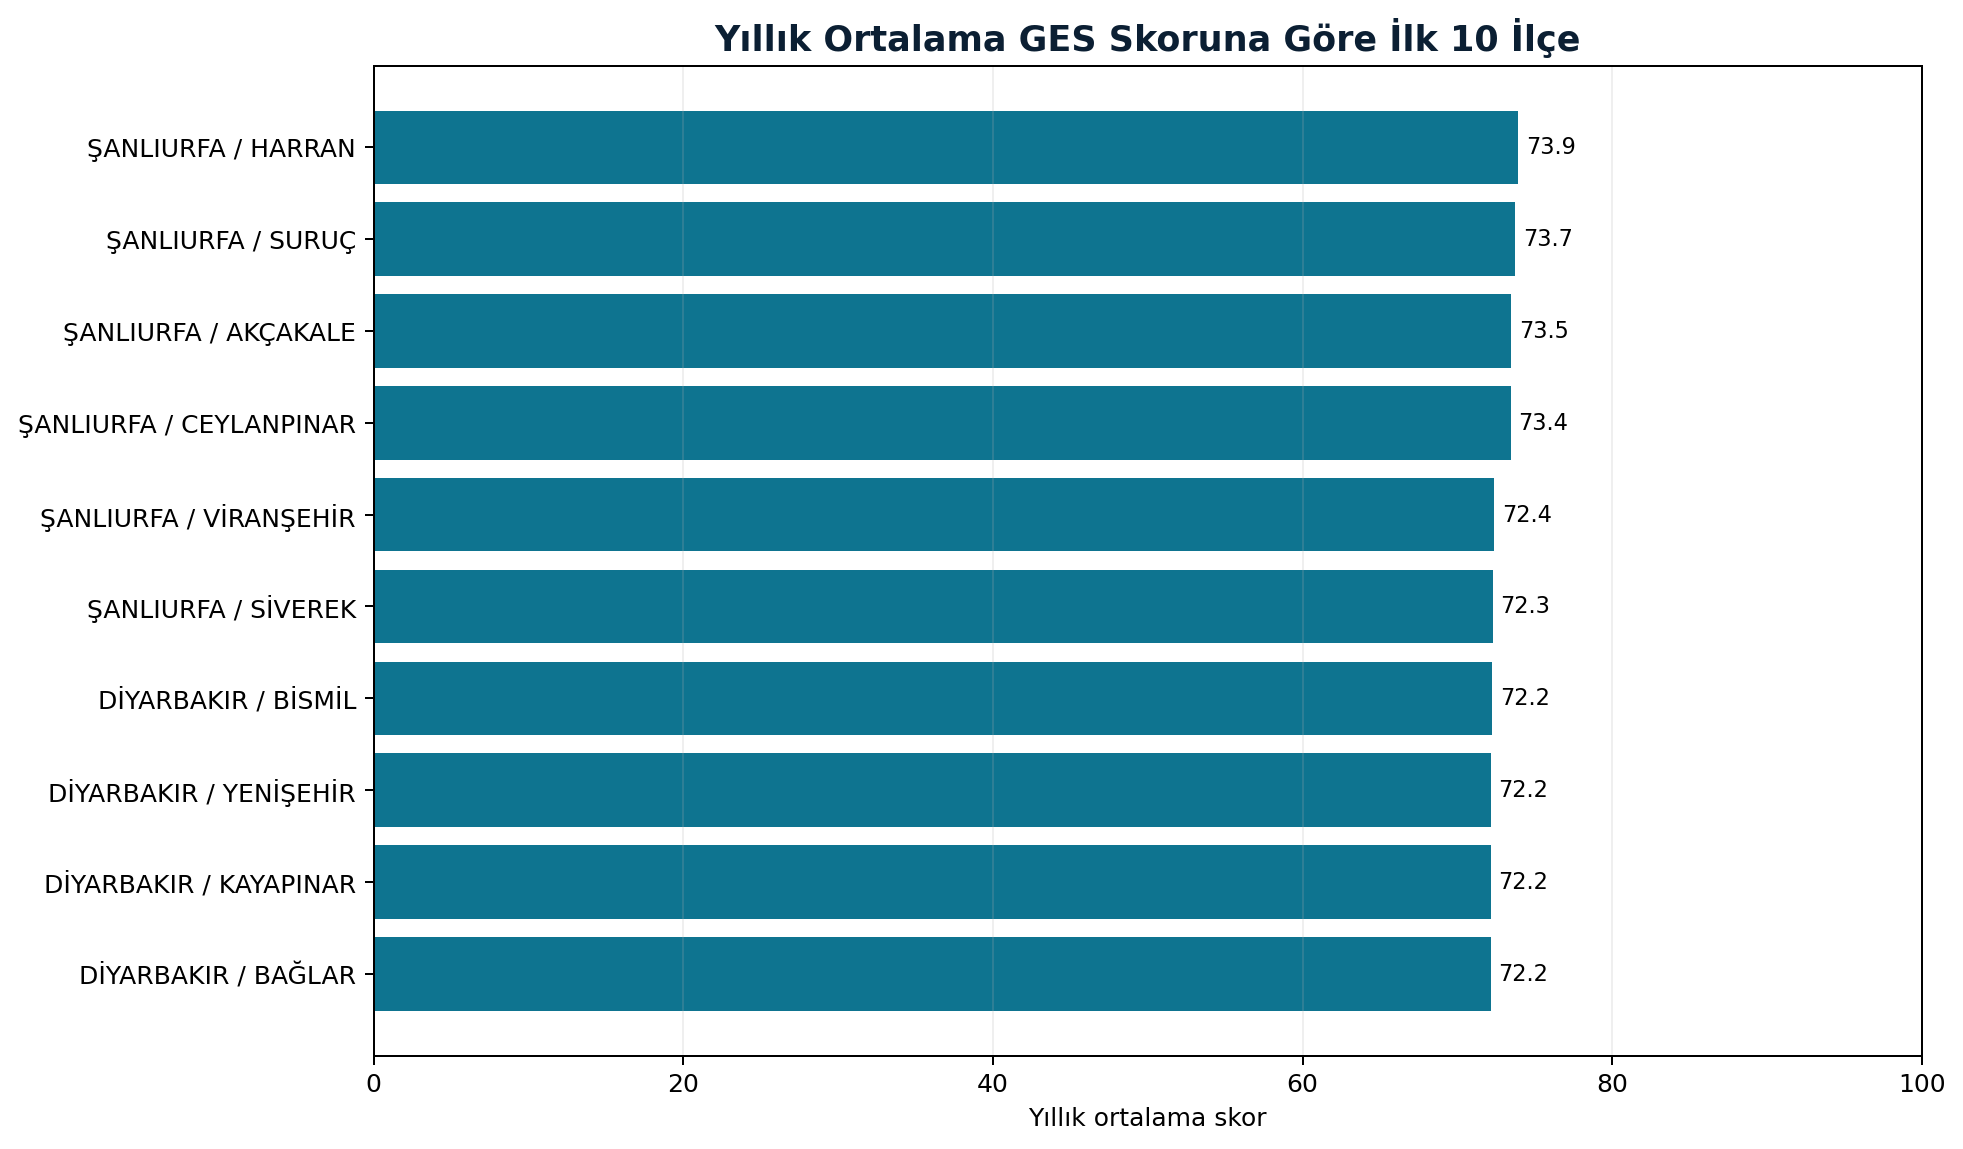 Yıllık Ortalama GES Skoruna Göre İlk 10 İlçe
ŞANLIURFA / HARRAN 73.9
ŞANLIURFA / SURUÇ 73.7
ŞANLIURFA / AKÇAKALE 73.5
ŞANLIURFA / CEYLANPINAR 73.4
ŞANLIURFA / VİRANŞEHİR 72.4
ŞANLIURFA / SİVEREK 72.3
DİYARBAKIR / BİSMİL 72.2
DİYARBAKIR / YENİŞEHİR 72.2
DİYARBAKIR / KAYAPINAR 72.2
DİYARBAKIR / BAĞLAR 72.2
0 20 40 60 80 100
Yıllık ortalama skor